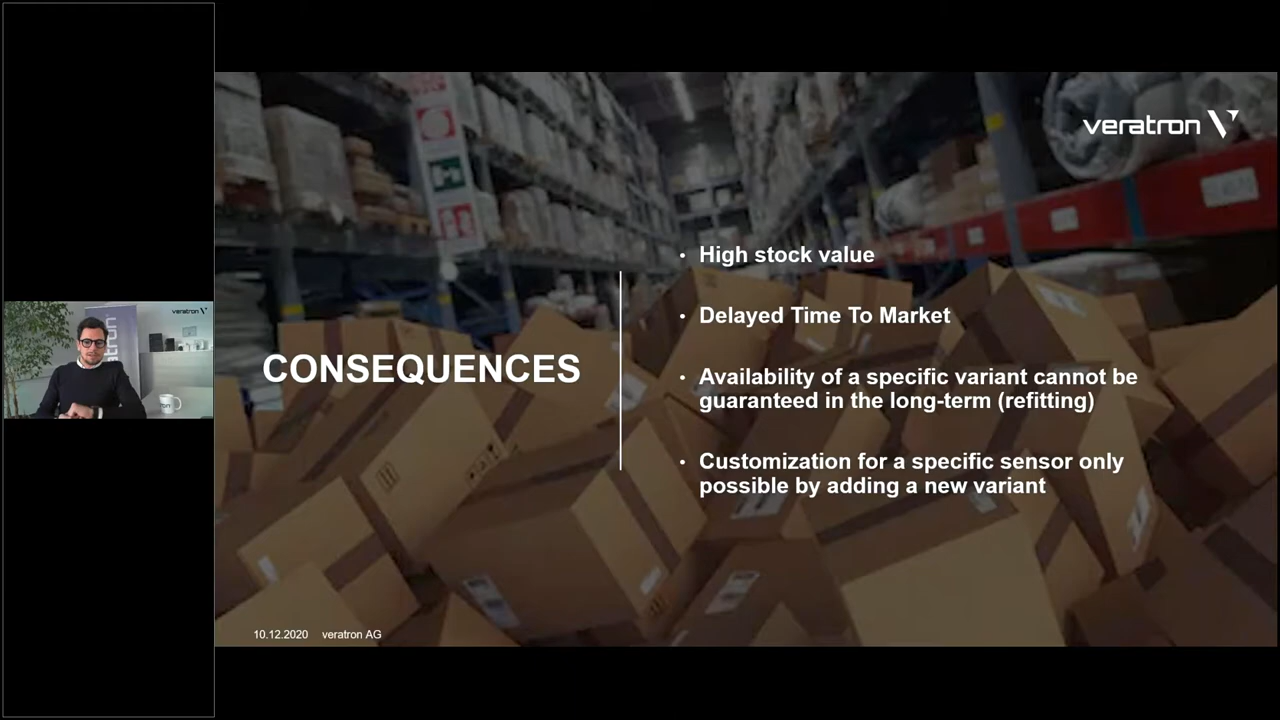 veratron
veratron
CONSEQUENCES
• High stock value
• Delayed Time To Market
• Availability of a specific variant cannot be
guaranteed in the long-term (refitting)
• Customization for a specific sensor only
possible by adding a new variant
10.12.2020 veratron AG